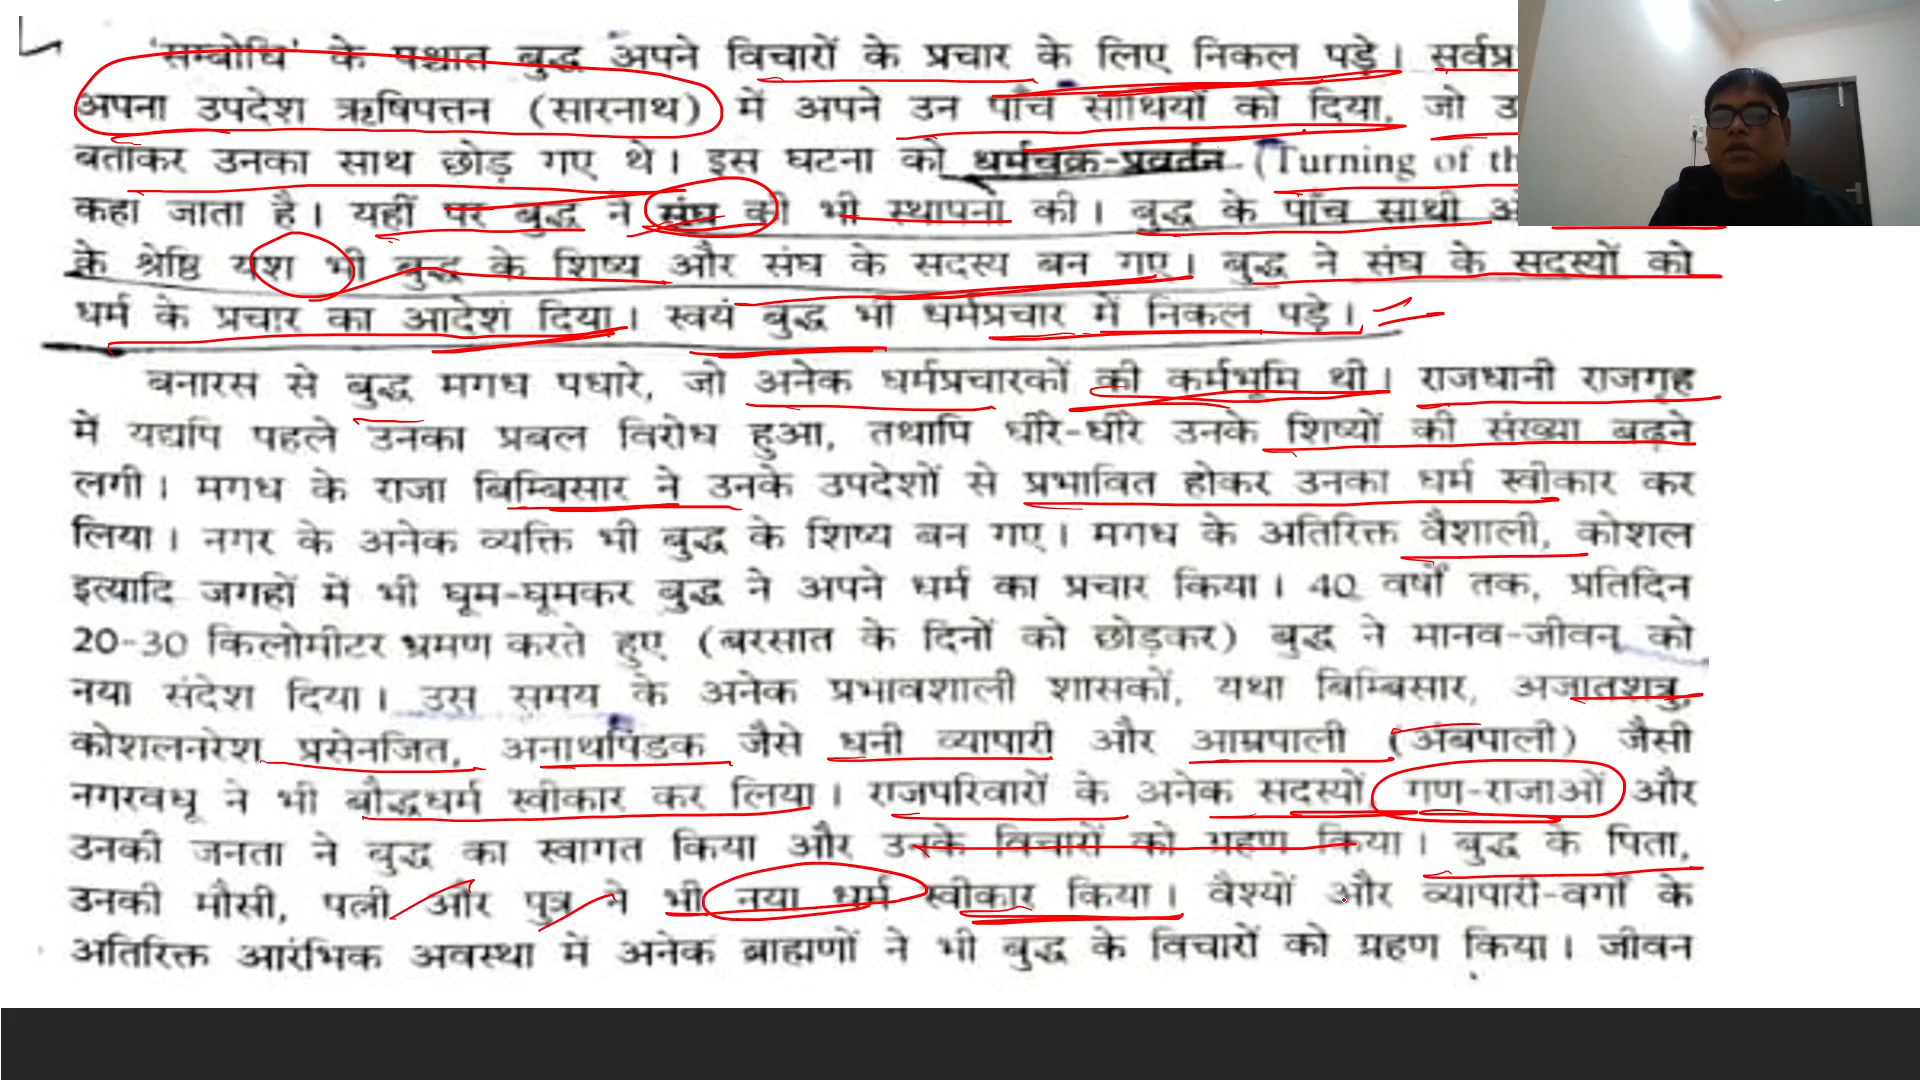 'सम्बोधि' के पश्चात बुद्ध अपने विचारों के प्रचार के लिए निकल पड़े। सर्वप्र
अपना उपदेश ऋषिपत्तन (सारनाथ) में अपने उन पाँच साथियों को दिया, जो उ
बताकर उनका साथ छोड़ गए थे। इस घटना को धर्मचक्र-प्रवर्तन (Turning of th
कहा जाता है। यहीं पर बुद्ध ने संघ की भी स्थापना की। बुद्ध के पाँच साथी अ
के श्रेष्ठि यश भी बुद्ध के शिष्य और संघ के सदस्य बन गए। बुद्ध ने संघ के सदस्यों को
धर्म के प्रचार का आदेश दिया। स्वयं बुद्ध भी धर्मप्रचार में निकल पड़े।
बनारस से बुद्ध मगध पधारे, जो अनेक धर्मप्रचारकों की कर्मभूमि थी। राजधानी राजगृह
में यद्यपि पहले उनका प्रबल विरोध हुआ, तथापि धीरे-धीरे उनके शिष्यों की संख्या बढ़ने
लगी। मगध के राजा बिम्बिसार ने उनके उपदेशों से प्रभावित होकर उनका धर्म स्वीकार कर
लिया। नगर के अनेक व्यक्ति भी बुद्ध के शिष्य बन गए। मगध के अतिरिक्त वैशाली, कोशल
इत्यादि जगहों में भी घूम-घूमकर बुद्ध ने अपने धर्म का प्रचार किया। 40 वर्षों तक, प्रतिदिन
20-30 किलोमीटर भ्रमण करते हुए (बरसात के दिनों को छोड़कर) बुद्ध ने मानव-जीवन को
नया संदेश दिया। उस समय के अनेक प्रभावशाली शासकों, यथा बिम्बिसार, अजातशत्रु,
कोशलनरेश प्रसेनजित, अनाथपिंडक जैसे धनी व्यापारी और आम्रपाली (अंबपाली) जैसी
नगरवधू ने भी बौद्धधर्म स्वीकार कर लिया। राजपरिवारों के अनेक सदस्यों गण-राजाओं और
उनकी जनता ने बुद्ध का स्वागत किया और उनके विचारों को ग्रहण किया। बुद्ध के पिता,
उनकी मौसी, पत्नी और पुत्र ने भी नया धर्म स्वीकार किया। वैश्यों और व्यापारी-वर्गों के
अतिरिक्त आरंभिक अवस्था में अनेक ब्राह्मणों ने भी बुद्ध के विचारों को ग्रहण किया। जीवन